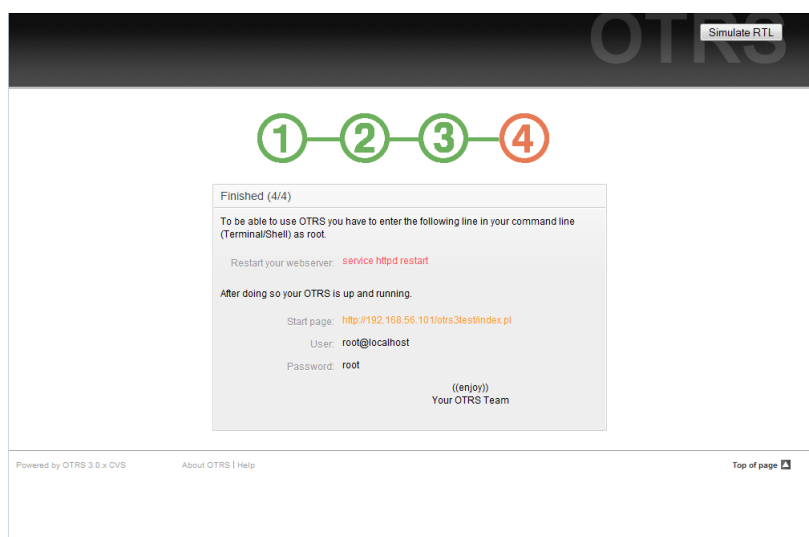 OTRS
Simulate RTL
1 2 3 4
Finished (4/4)
To be able to use OTRS you have to enter the following line in your command line
(Terminal/Shell) as root.
Restart your webserver: service httpd restart
After doing so your OTRS is up and running.
Start page: http://192.168.56.101/otrs3test/index.pl
User: root@localhost
Password: root
((enjoy))
Your OTRS Team
Powered by OTRS 3.0.x CVS About OTRS | Help Top of page